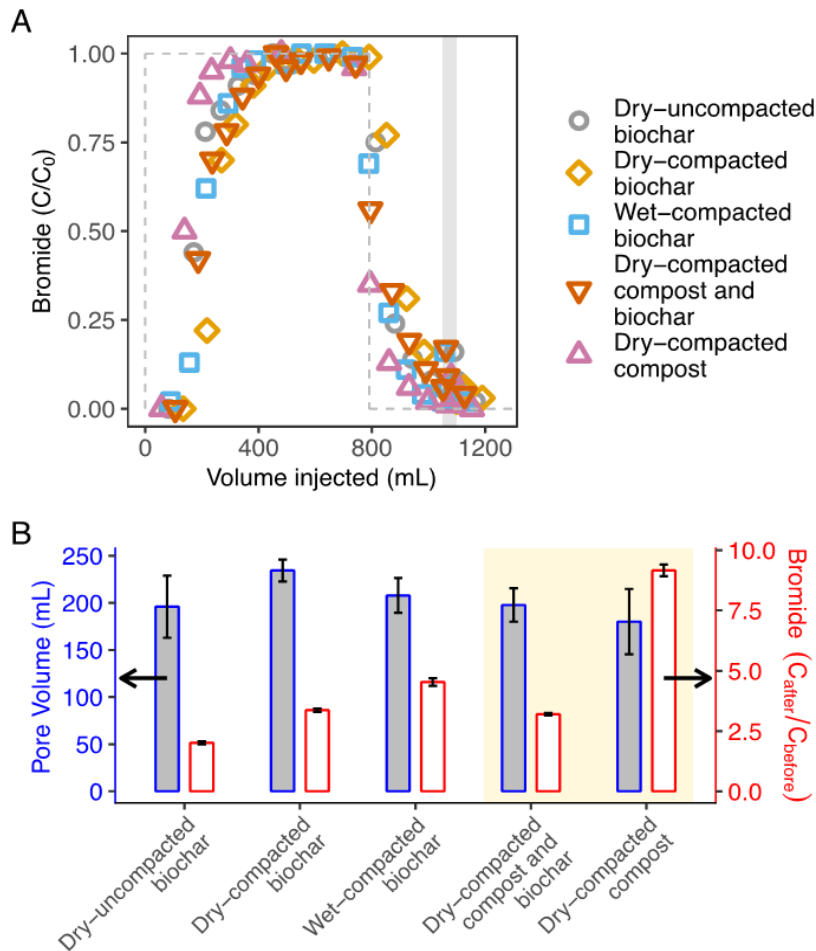 A
1.00
0.75
0.50
0.25
0.00
Bromide (C/C₀)
0
400
800
1200
Volume injected (mL)
Dry−uncompacted
biochar
Dry−compacted
biochar
Wet−compacted
biochar
Dry−compacted
compost and
biochar
Dry−compacted
compost
B
250
200
150
100
50
0
Pore Volume (mL)
10.0
7.5
5.0
2.5
0.0
Bromide (C after/C before)
Dry−uncompacted
biochar
Dry−compacted
biochar
Wet−compacted
biochar
Dry−compacted
compost and
biochar
Dry−compacted
compost